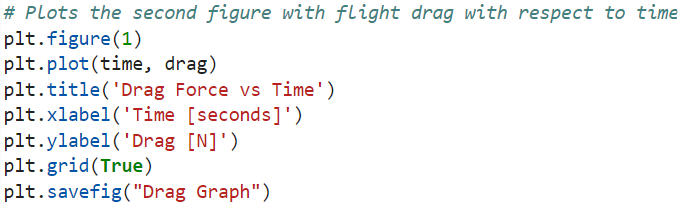 # Plots the second figure with flight drag with respect to time
plt.figure(1)
plt.plot(time, drag)
plt.title('Drag Force vs Time')
plt.xlabel('Time [seconds]')
plt.ylabel('Drag [N]')
plt.grid(True)
plt.savefig("Drag Graph")